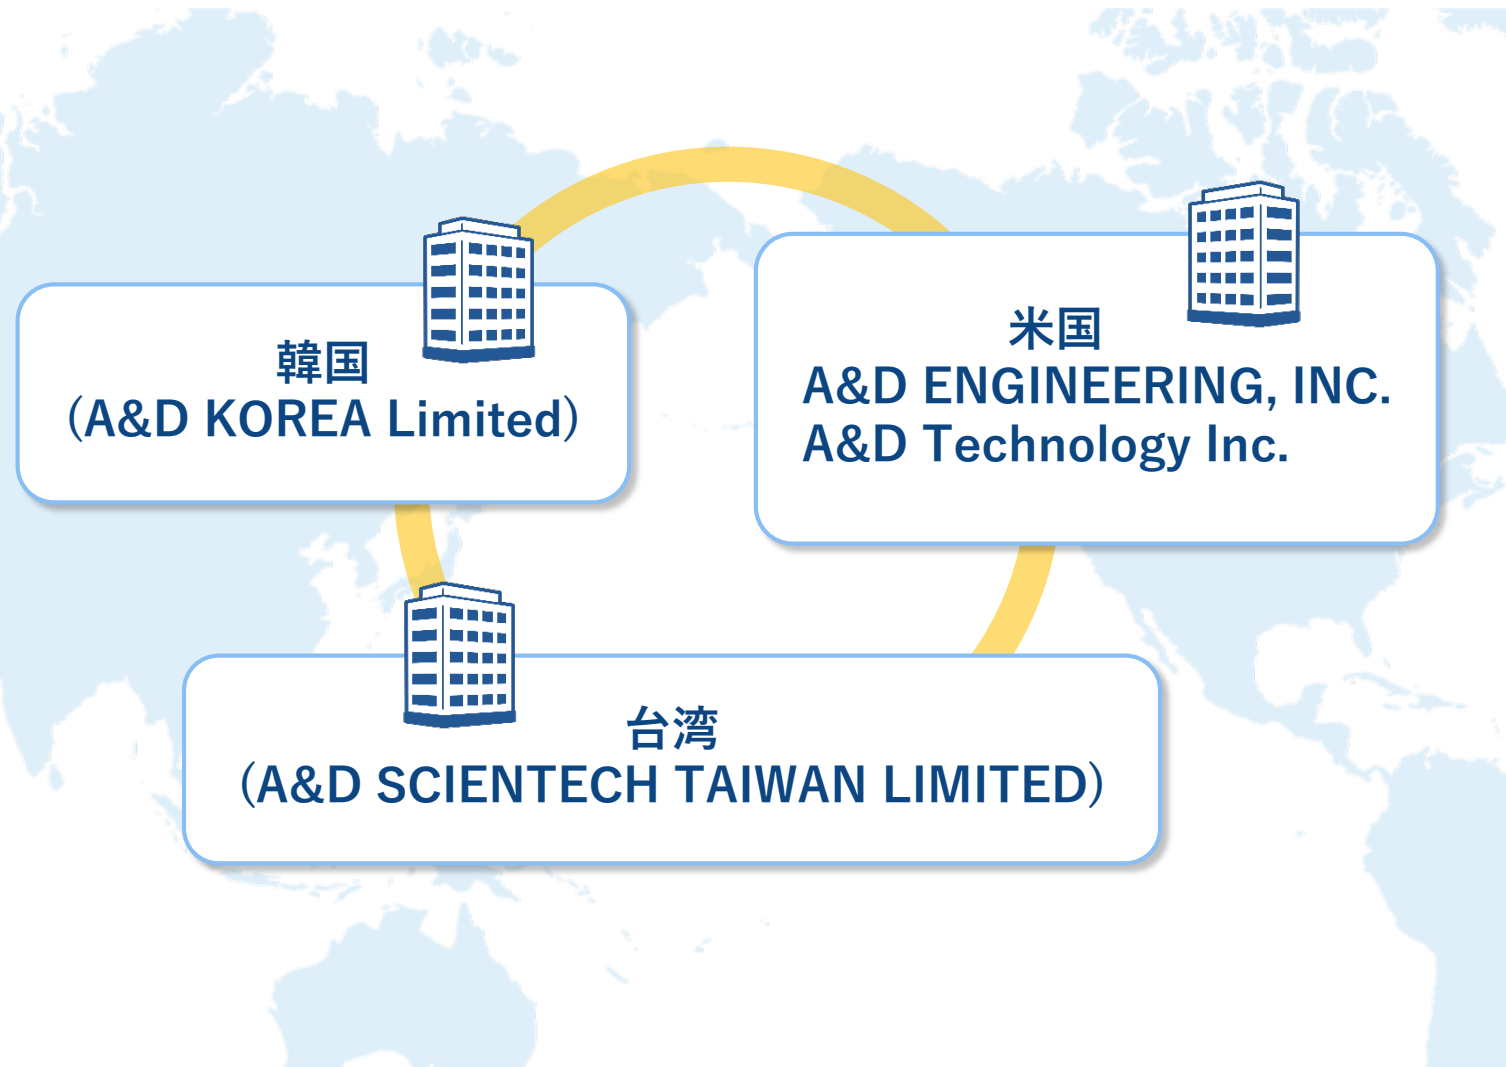 韓国
(A&D KOREA Limited)
米国
A&D ENGINEERING, INC.
A&D Technology Inc.
台湾
(A&D SCIENTECH TAIWAN LIMITED)